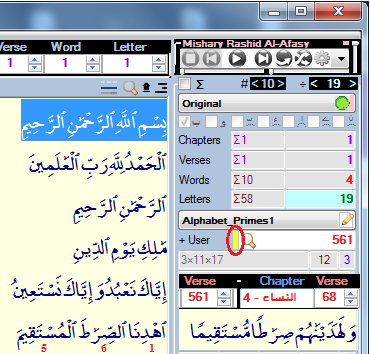 Verse Word Letter
1 1 1
Mishary Rashid Al-Afasy
Σ # < 10 > ÷ < 19 >
Original
Chapters Σ1 1
Verses Σ1 1
Words Σ10 4
Letters Σ58 19
Alphabet_Primes1
+ User 561
3×11×17 12 3
Verse - Chapter Verse
561 4 - النساء 68
وَلَهَدَيْنَٰهُمْ صِرَٰطًا مُّسْتَقِيمًا
بِسْمِ ٱللَّهِ ٱلرَّحْمَٰنِ ٱلرَّحِيمِ
ٱلْحَمْدُ لِلَّهِ رَبِّ ٱلْعَٰلَمِينَ
ٱلرَّحْمَٰنِ ٱلرَّحِيمِ
مَٰلِكِ يَوْمِ ٱلدِّينِ
إِيَّاكَ نَعْبُدُ وَإِيَّاكَ نَسْتَعِينُ
ٱهْدِنَا ٱلصِّرَٰطَ ٱلْمُسْتَقِيمَ
5 6 1